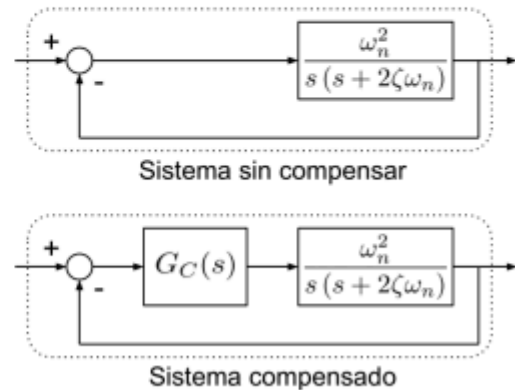 +
-
ω_n^2
s (s + 2ζω_n)
Sistema sin compensar
+
-
G_C(s)
ω_n^2
s (s + 2ζω_n)
Sistema compensado